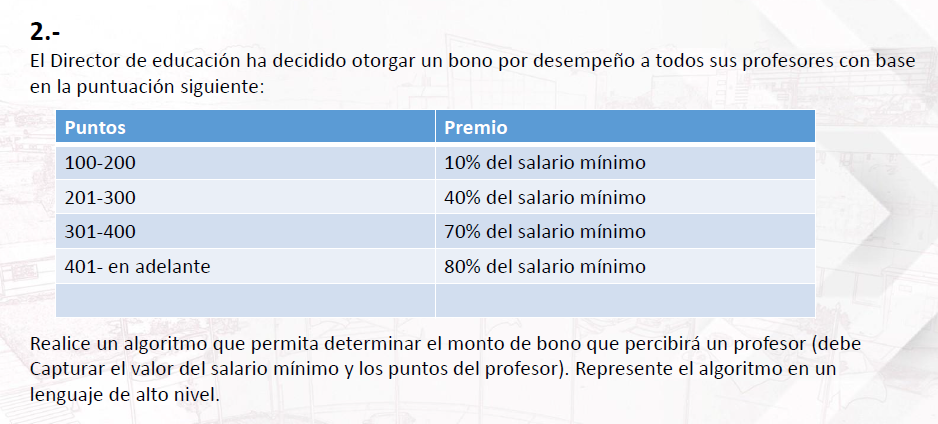 2.-
El Director de educación ha decidido otorgar un bono por desempeño a todos sus profesores con base
en la puntuación siguiente:
Puntos Premio
100-200 10% del salario mínimo
201-300 40% del salario mínimo
301-400 70% del salario mínimo
401- en adelante 80% del salario mínimo
Realice un algoritmo que permita determinar el monto de bono que percibirá un profesor (debe
Capturar el valor del salario mínimo y los puntos del profesor). Represente el algoritmo en un
lenguaje de alto nivel.